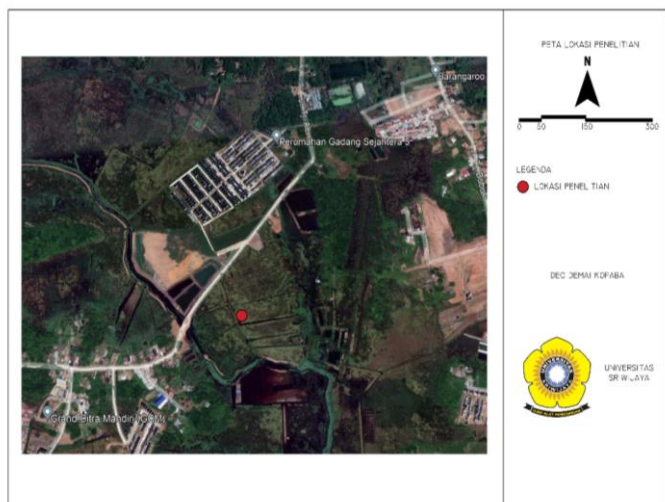 Barangaroo
Perumahan Gadang Sejahtera 3
Grand Citra Mandiri (GCM)
PETA LOKASI PENELITIAN
N
0 50 150 300
LEGENDA
LOKASI PENELITIAN
UNIVERSITAS
SRIWIJAYA